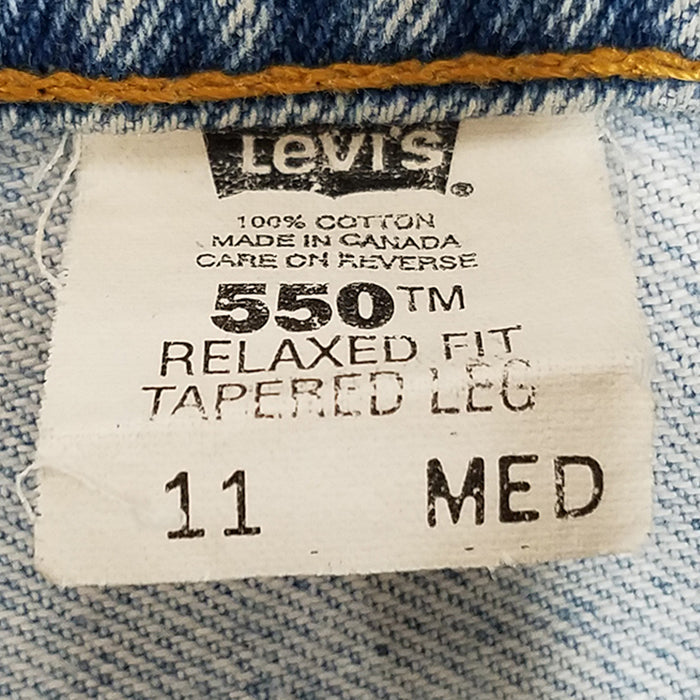 Levi's®
100% COTTON
MADE IN CANADA
CARE ON REVERSE
550™
RELAXED FIT
TAPERED LEG
11 MED